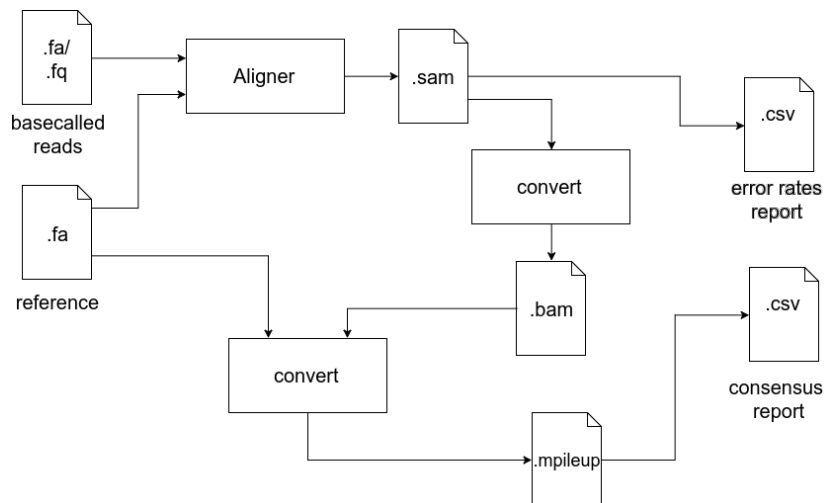 .fa/
.fq
basecalled
reads
Aligner
.sam
.csv
error rates
report
convert
.fa
reference
.bam
.csv
consensus
report
convert
.mpileup